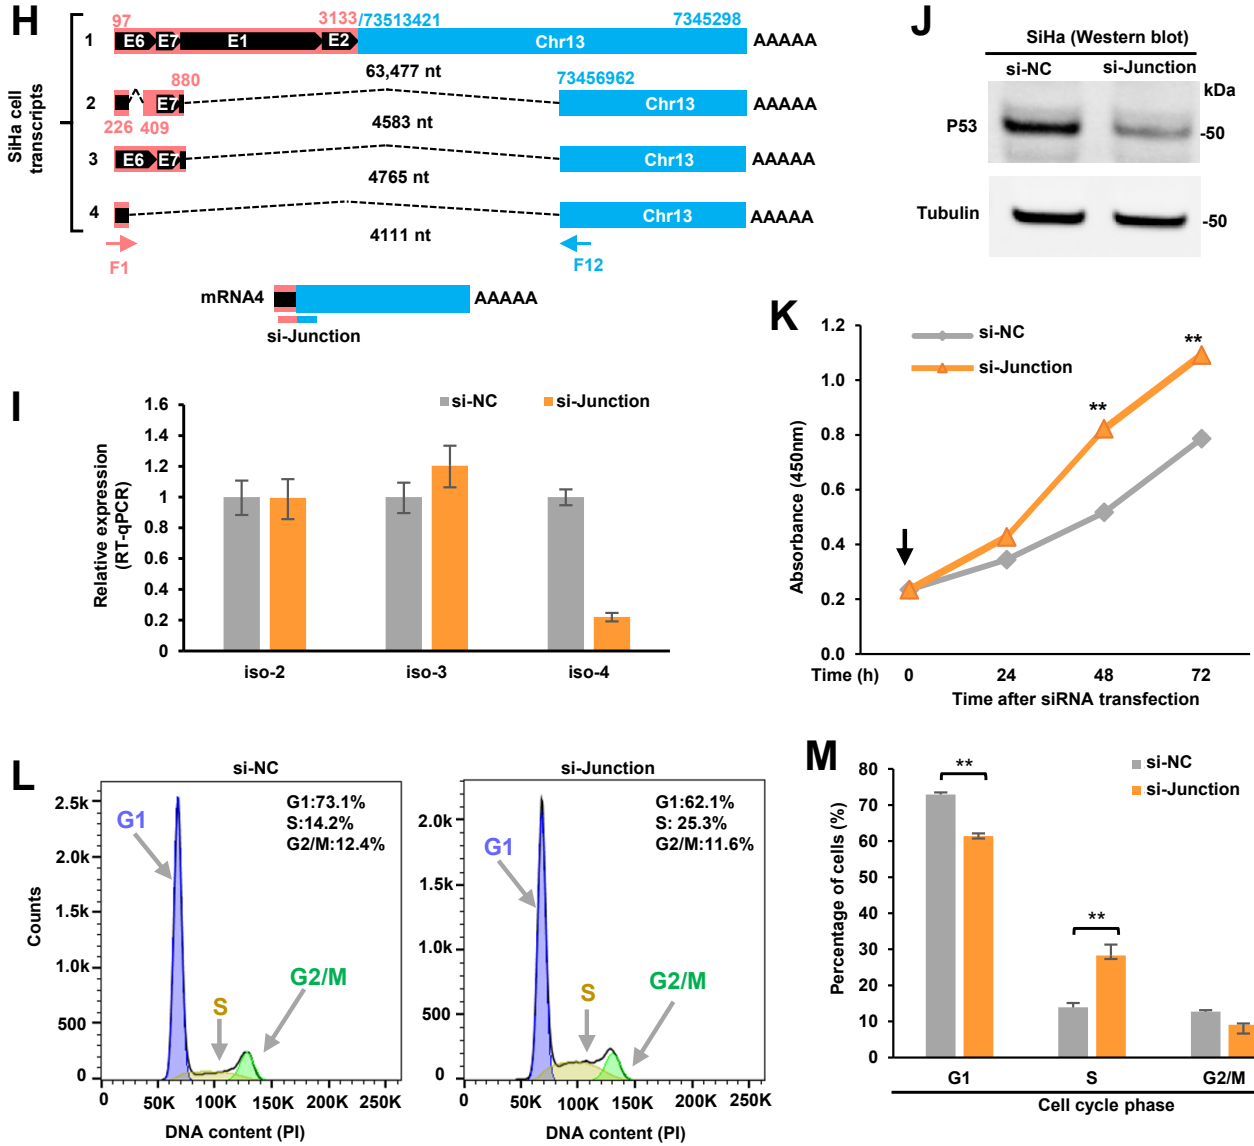 H
97
3133
/73513421
7345298
SiHa cell
transcripts
1
E6
E7
E1
E2
Chr13
AAAAA
63,477 nt
880
73456962
2
E7
Chr13
AAAAA
226
409
4583 nt
3
E6
E7
Chr13
AAAAA
4765 nt
4
Chr13
AAAAA
4111 nt
F1
F12
mRNA4
AAAAA
si-Junction
J
SiHa (Western blot)
si-NC
si-Junction
kDa
P53
-50
Tubulin
-50
I
si-NC
si-Junction
Relative expression
(RT-qPCR)
1.6
1.4
1.2
1
0.8
0.6
0.4
0.2
0
iso-2
iso-3
iso-4
K
si-NC
si-Junction
Absorbance (450nm)
1.2
1.0
0.8
0.6
0.4
0.2
0.0
**
**
Time (h)
0
24
48
72
Time after siRNA transfection
L
si-NC
G1:73.1%
S:14.2%
G2/M:12.4%
G1
S
G2/M
Counts
2.5k
2.0k
1.5k
1.0k
500
0
0
50K
100K
150K
200K
250K
DNA content (PI)
si-Junction
G1:62.1%
S: 25.3%
G2/M:11.6%
G1
S
G2/M
2.0k
1.5k
1.0k
500
0
0
50K
100K
150K
200K
250K
DNA content (PI)
M
si-NC
si-Junction
Percentage of cells (%)
80
70
60
50
40
30
20
10
0
**
**
G1
S
G2/M
Cell cycle phase